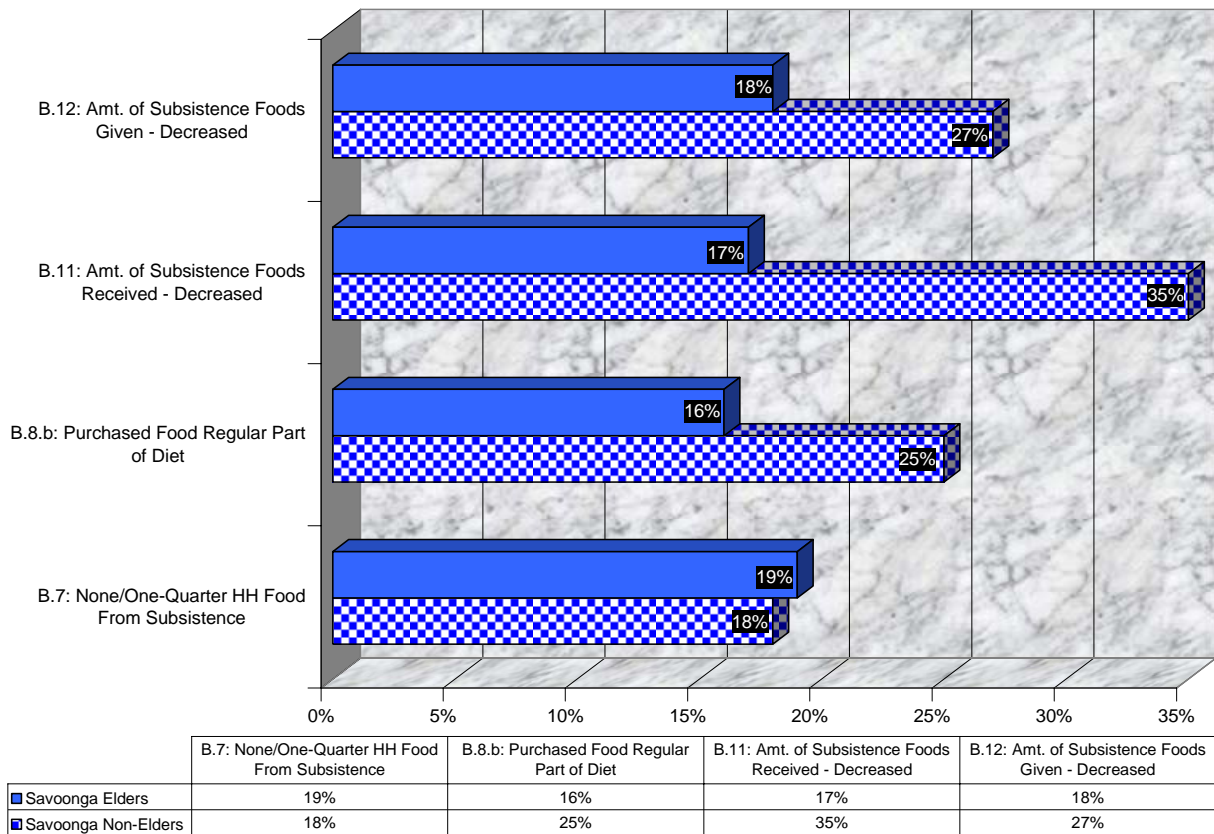 B.12: Amt. of Subsistence Foods
Given - Decreased
18%
27%
B.11: Amt. of Subsistence Foods
Received - Decreased
17%
35%
B.8.b: Purchased Food Regular Part
of Diet
16%
25%
B.7: None/One-Quarter HH Food
From Subsistence
19%
18%
0% 5% 10% 15% 20% 25% 30% 35%
B.7: None/One-Quarter HH Food
From Subsistence
B.8.b: Purchased Food Regular
Part of Diet
B.11: Amt. of Subsistence Foods
Received - Decreased
B.12: Amt. of Subsistence Foods
Given - Decreased
Savoonga Elders 19% 16% 17% 18%
Savoonga Non-Elders 18% 25% 35% 27%